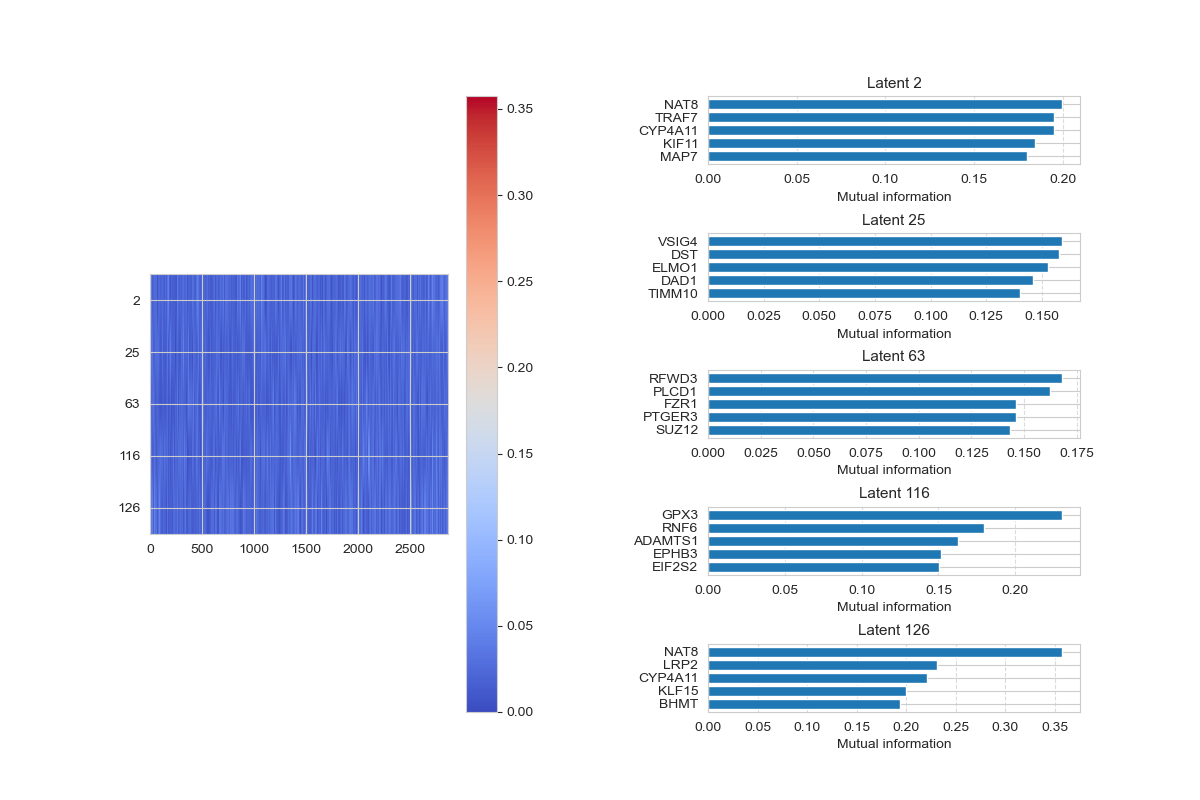 2
25
63
116
126
0 500 1000 1500 2000 2500
0.35
0.30
0.25
0.20
0.15
0.10
0.05
0.00
Latent 2
NAT8
TRAF7
CYP4A11
KIF11
MAP7
0.00 0.05 0.10 0.15 0.20
Mutual information
Latent 25
VSIG4
DST
ELMO1
DAD1
TIMM10
0.000 0.025 0.050 0.075 0.100 0.125 0.150
Mutual information
Latent 63
RFWD3
PLCD1
FZR1
PTGER3
SUZ12
0.000 0.025 0.050 0.075 0.100 0.125 0.150 0.175
Mutual information
Latent 116
GPX3
RNF6
ADAMTS1
EPHB3
EIF2S2
0.00 0.05 0.10 0.15 0.20
Mutual information
Latent 126
NAT8
LRP2
CYP4A11
KLF15
BHMT
0.00 0.05 0.10 0.15 0.20 0.25 0.30 0.35
Mutual information